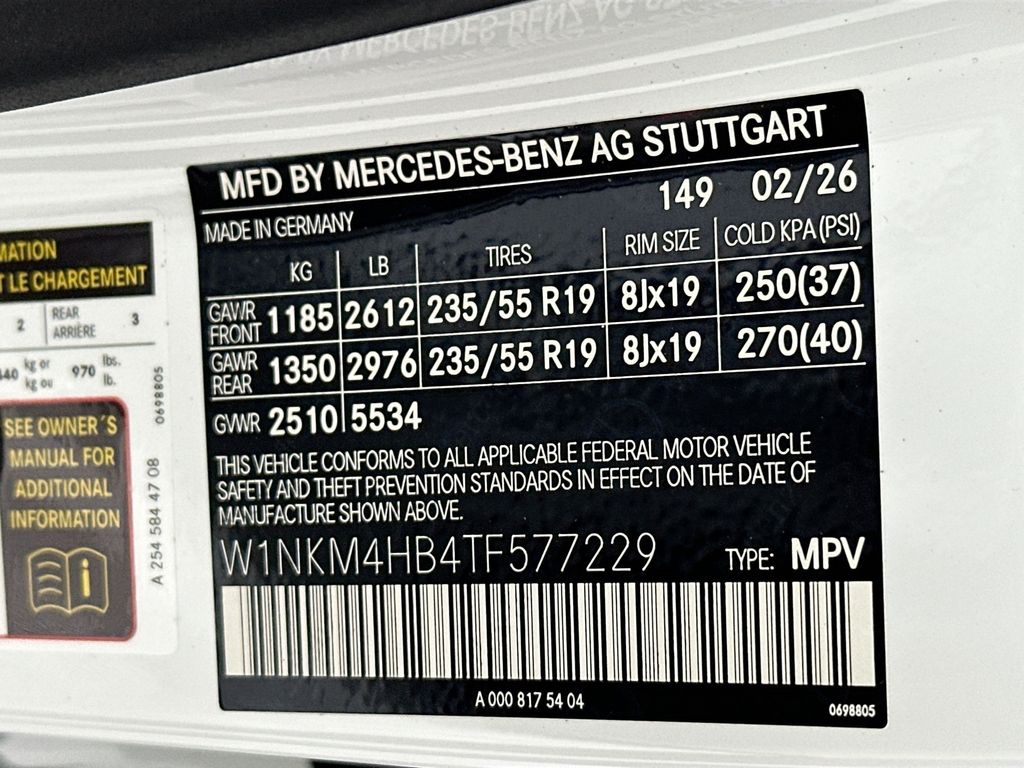 MFD BY MERCEDES-BENZ AG STUTTGART
149 02/26
MADE IN GERMANY
KG LB TIRES RIM SIZE COLD KPA (PSI)
GAWR FRONT 1185 2612 235/55 R19 8Jx19 250(37)
GAWR REAR 1350 2976 235/55 R19 8Jx19 270(40)
GVWR 2510 5534
THIS VEHICLE CONFORMS TO ALL APPLICABLE FEDERAL MOTOR VEHICLE
SAFETY AND THEFT PREVENTION STANDARDS IN EFFECT ON THE DATE OF
MANUFACTURE SHOWN ABOVE.
W1NKM4HB4TF577229 TYPE: MPV
A 000 817 54 04
0698805
LE CHARGEMENT
2 REAR ARRIÈRE 3
kg or 970 lbs.
kg ou lb.
SEE OWNER´S
MANUAL FOR
ADDITIONAL
INFORMATION
A 254 584 47 08
0698805